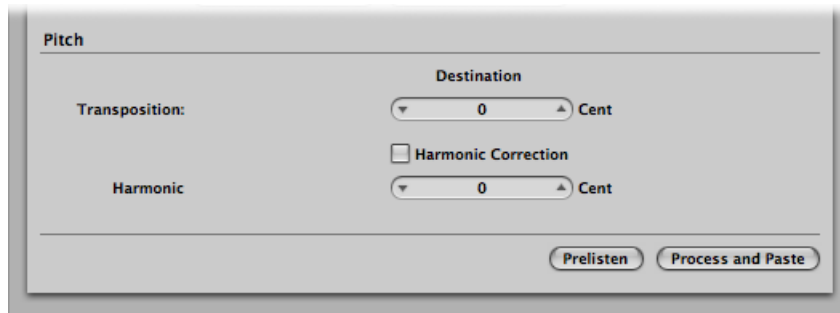 Pitch
Destination
Transposition: 0 Cent
Harmonic Correction
Harmonic 0 Cent
Prelisten Process and Paste